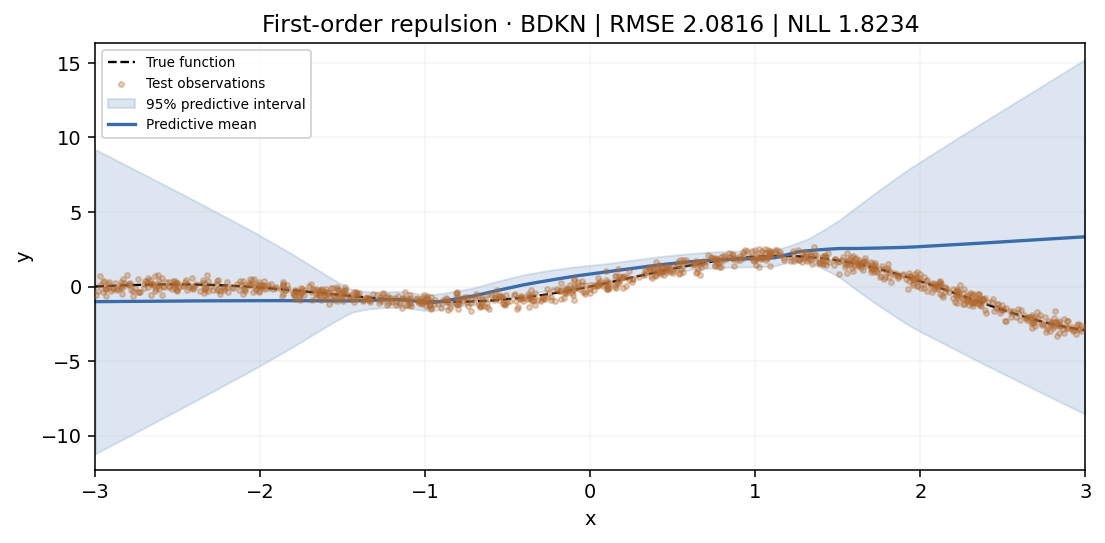 First-order repulsion · BDKN | RMSE 2.0816 | NLL 1.8234
True function
Test observations
95% predictive interval
Predictive mean
y
15
10
5
0
−5
−10
−3
−2
−1
0
1
2
3
x